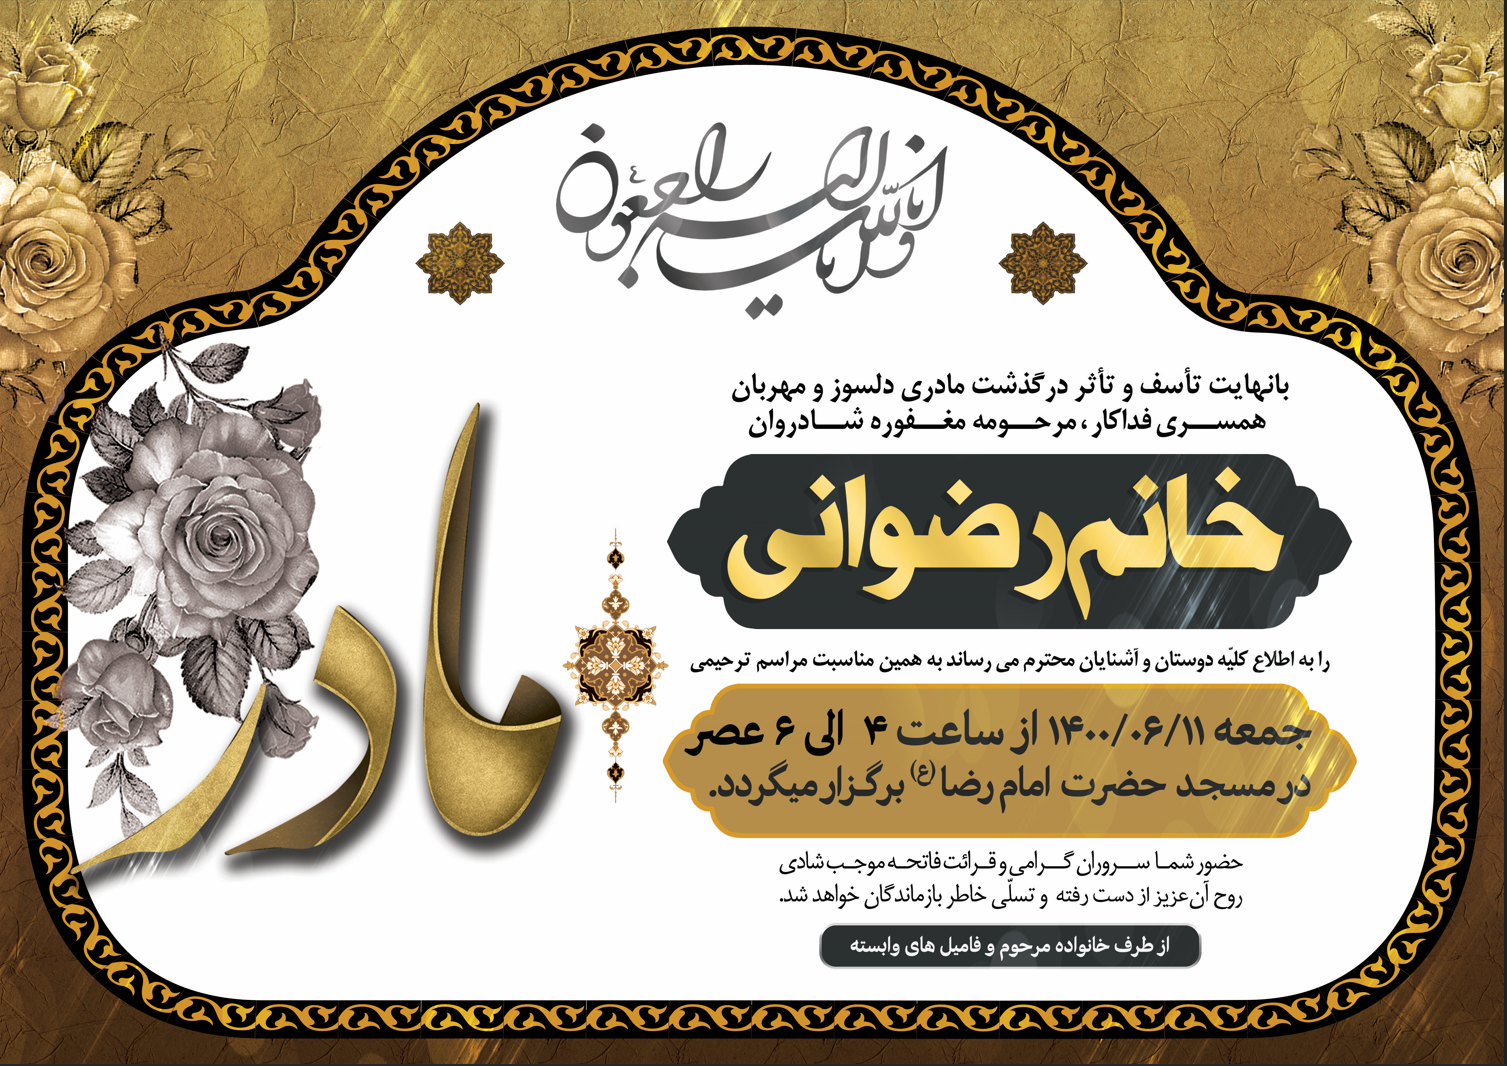 انا لله و انا الیه راجعون
بانهایت تأسف و تأثر درگذشت مادری دلسوز و مهربان
همسری فداکار، مرحومه مغفوره شادروان
خانم رضوانی
را به اطلاع کلیّه دوستان و آشنایان محترم می رساند به همین مناسبت مراسم ترحیمی
جمعه ۱۴۰۰/۰۶/۱۱ از ساعت ۴ الی ۶ عصر
در مسجد حضرت امام رضا (ع) برگزار میگردد.
حضور شما سروران گرامی و قرائت فاتحه موجب شادی
روح آن عزیز از دست رفته و تسلّی خاطر بازماندگان خواهد شد.
از طرف خانواده مرحوم و فامیل های وابسته
مادر